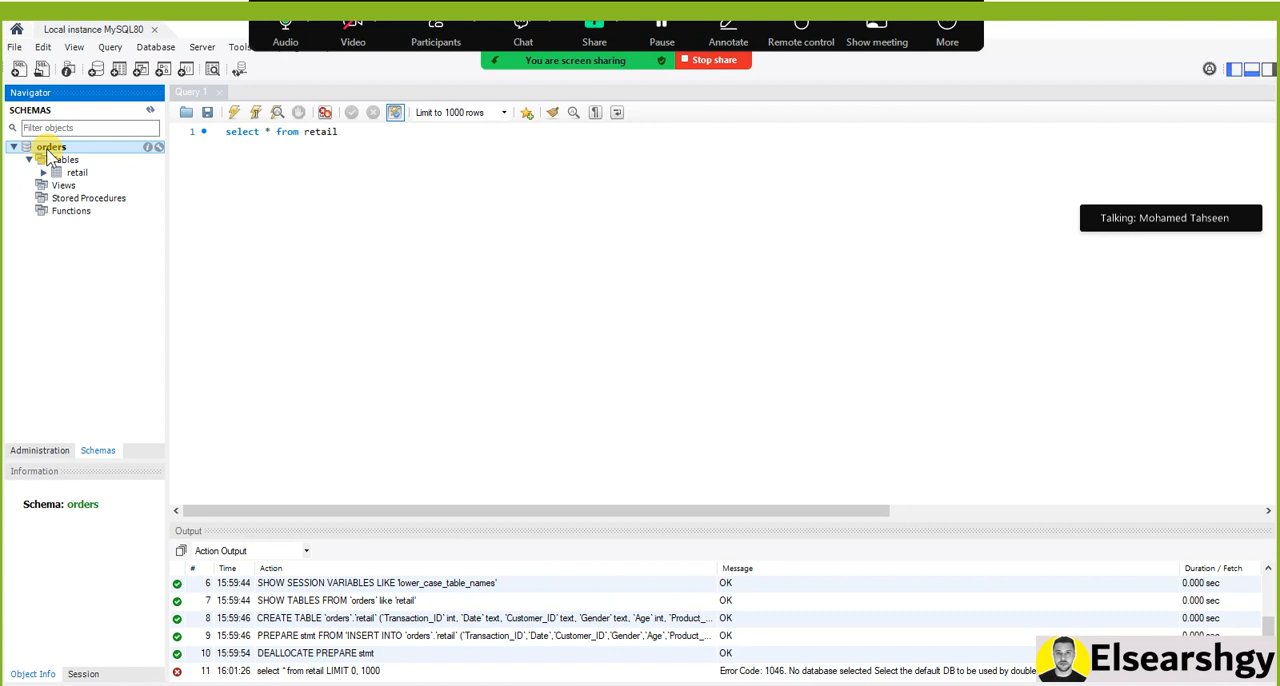 Local instance MySQL80
File Edit View Query Database Server Tools
Audio Video Participants Chat Share Pause Annotate Remote control Show meeting More
You are screen sharing Stop share
Navigator
SCHEMAS
Filter objects
orders
retail
Views
Stored Procedures
Functions
Query 1
Limit to 1000 rows
1 select * from retail
Talking: Mohamed Tahseen
Administration Schemas
Information
Schema: orders
Object Info Session
Output
Action Output
# Time Action Message Duration / Fetch
6 15:59:44 SHOW SESSION VARIABLES LIKE 'lower_case_table_names' OK 0.000 sec
7 15:59:44 SHOW TABLES FROM `orders` like 'retail' OK 0.000 sec
8 15:59:46 CREATE TABLE `orders`.`retail` (`Transaction_ID` int, `Date` text, `Customer_ID` text, `Gender` text, `Age` int, `Product_... OK 0.000 sec
9 15:59:46 PREPARE stmt FROM 'INSERT INTO `orders`.`retail` (`Transaction_ID`,`Date`,`Customer_ID`,`Gender`,`Age`,`Product_... OK 0.000 sec
10 15:59:54 DEALLOCATE PREPARE stmt OK 0.000 sec
11 16:01:26 select * from retail LIMIT 0, 1000 Error Code: 1046. No database selected Select the default DB to be used by double
Elsearshgy